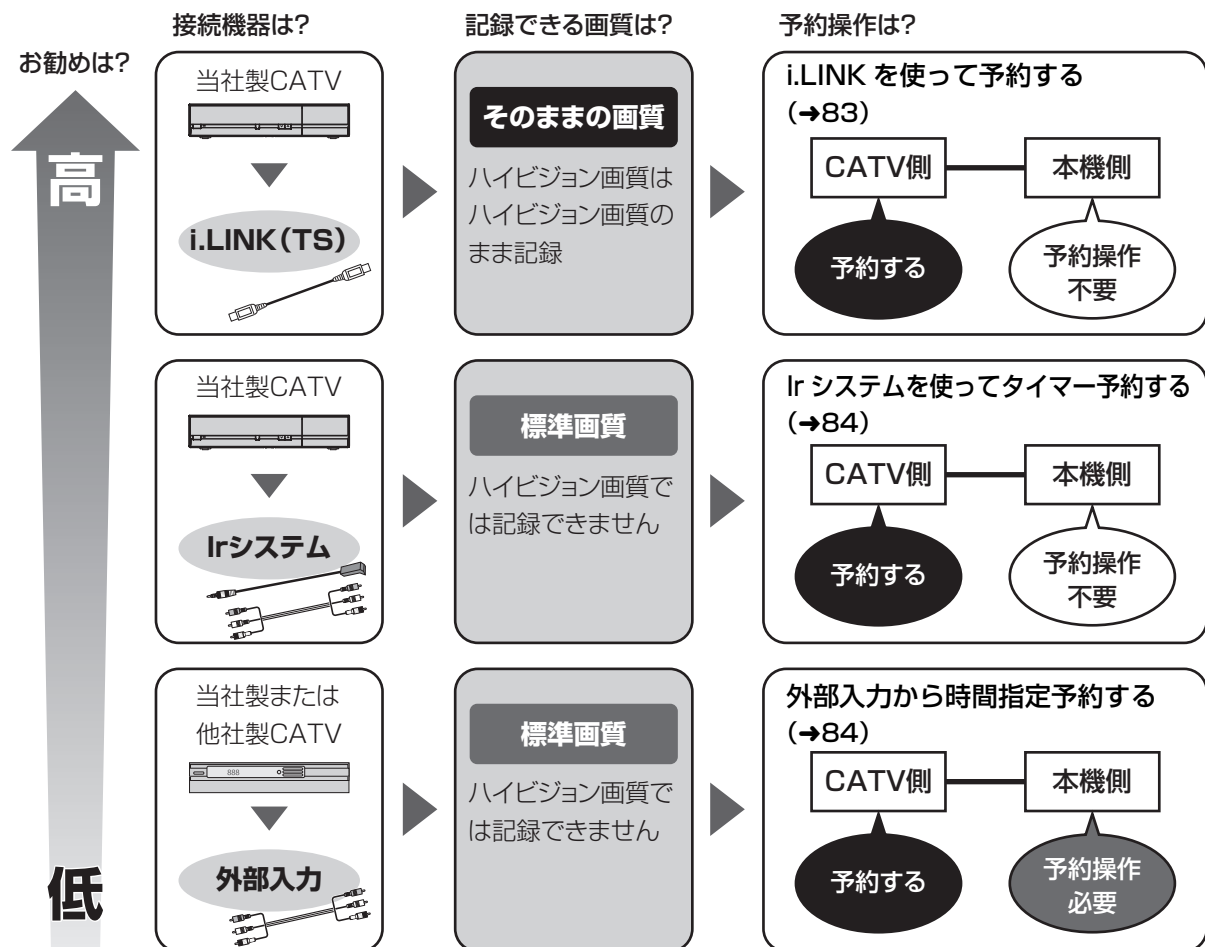 接続機器は?
記録できる画質は?
予約操作は?
お勧めは?
高
低
当社製CATV
i.LINK(TS)
そのままの画質
ハイビジョン画質は
ハイビジョン画質の
まま記録
i.LINK を使って予約する
(➜83)
CATV側
本機側
予約する
予約操作
不要
当社製CATV
Irシステム
標準画質
ハイビジョン画質で
は記録できません
Ir システムを使ってタイマー予約する
(➜84)
CATV側
本機側
予約する
予約操作
不要
当社製または
他社製CATV
888
外部入力
標準画質
ハイビジョン画質で
は記録できません
外部入力から時間指定予約する
(➜84)
CATV側
本機側
予約する
予約操作
必要